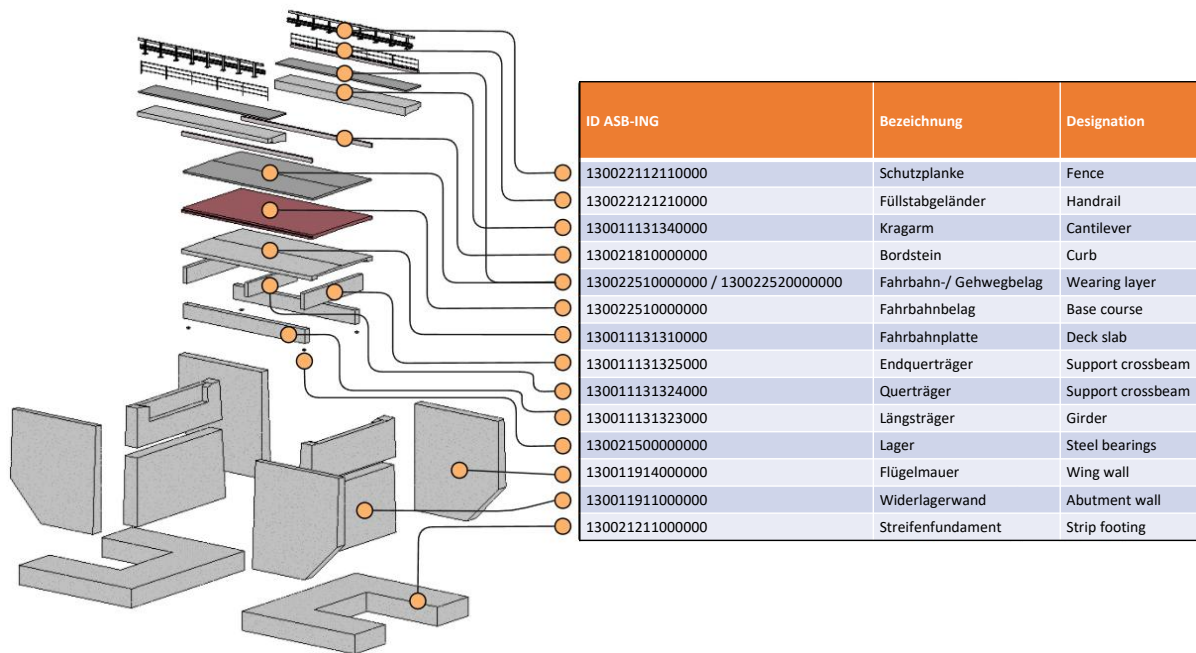 ID ASB-ING Bezeichnung Designation
130022112110000 Schutzplanke Fence
130022121210000 Füllstabgeländer Handrail
130011131340000 Kragarm Cantilever
130021810000000 Bordstein Curb
130022510000000 / 130022520000000 Fahrbahn-/ Gehwegbelag Wearing layer
130022510000000 Fahrbahnbelag Base course
130011131310000 Fahrbahnplatte Deck slab
130011131325000 Endquerträger Support crossbeam
130011131324000 Querträger Support crossbeam
130011131323000 Längsträger Girder
130021500000000 Lager Steel bearings
130011914000000 Flügelmauer Wing wall
130011911000000 Widerlagerwand Abutment wall
130021211000000 Streifenfundament Strip footing